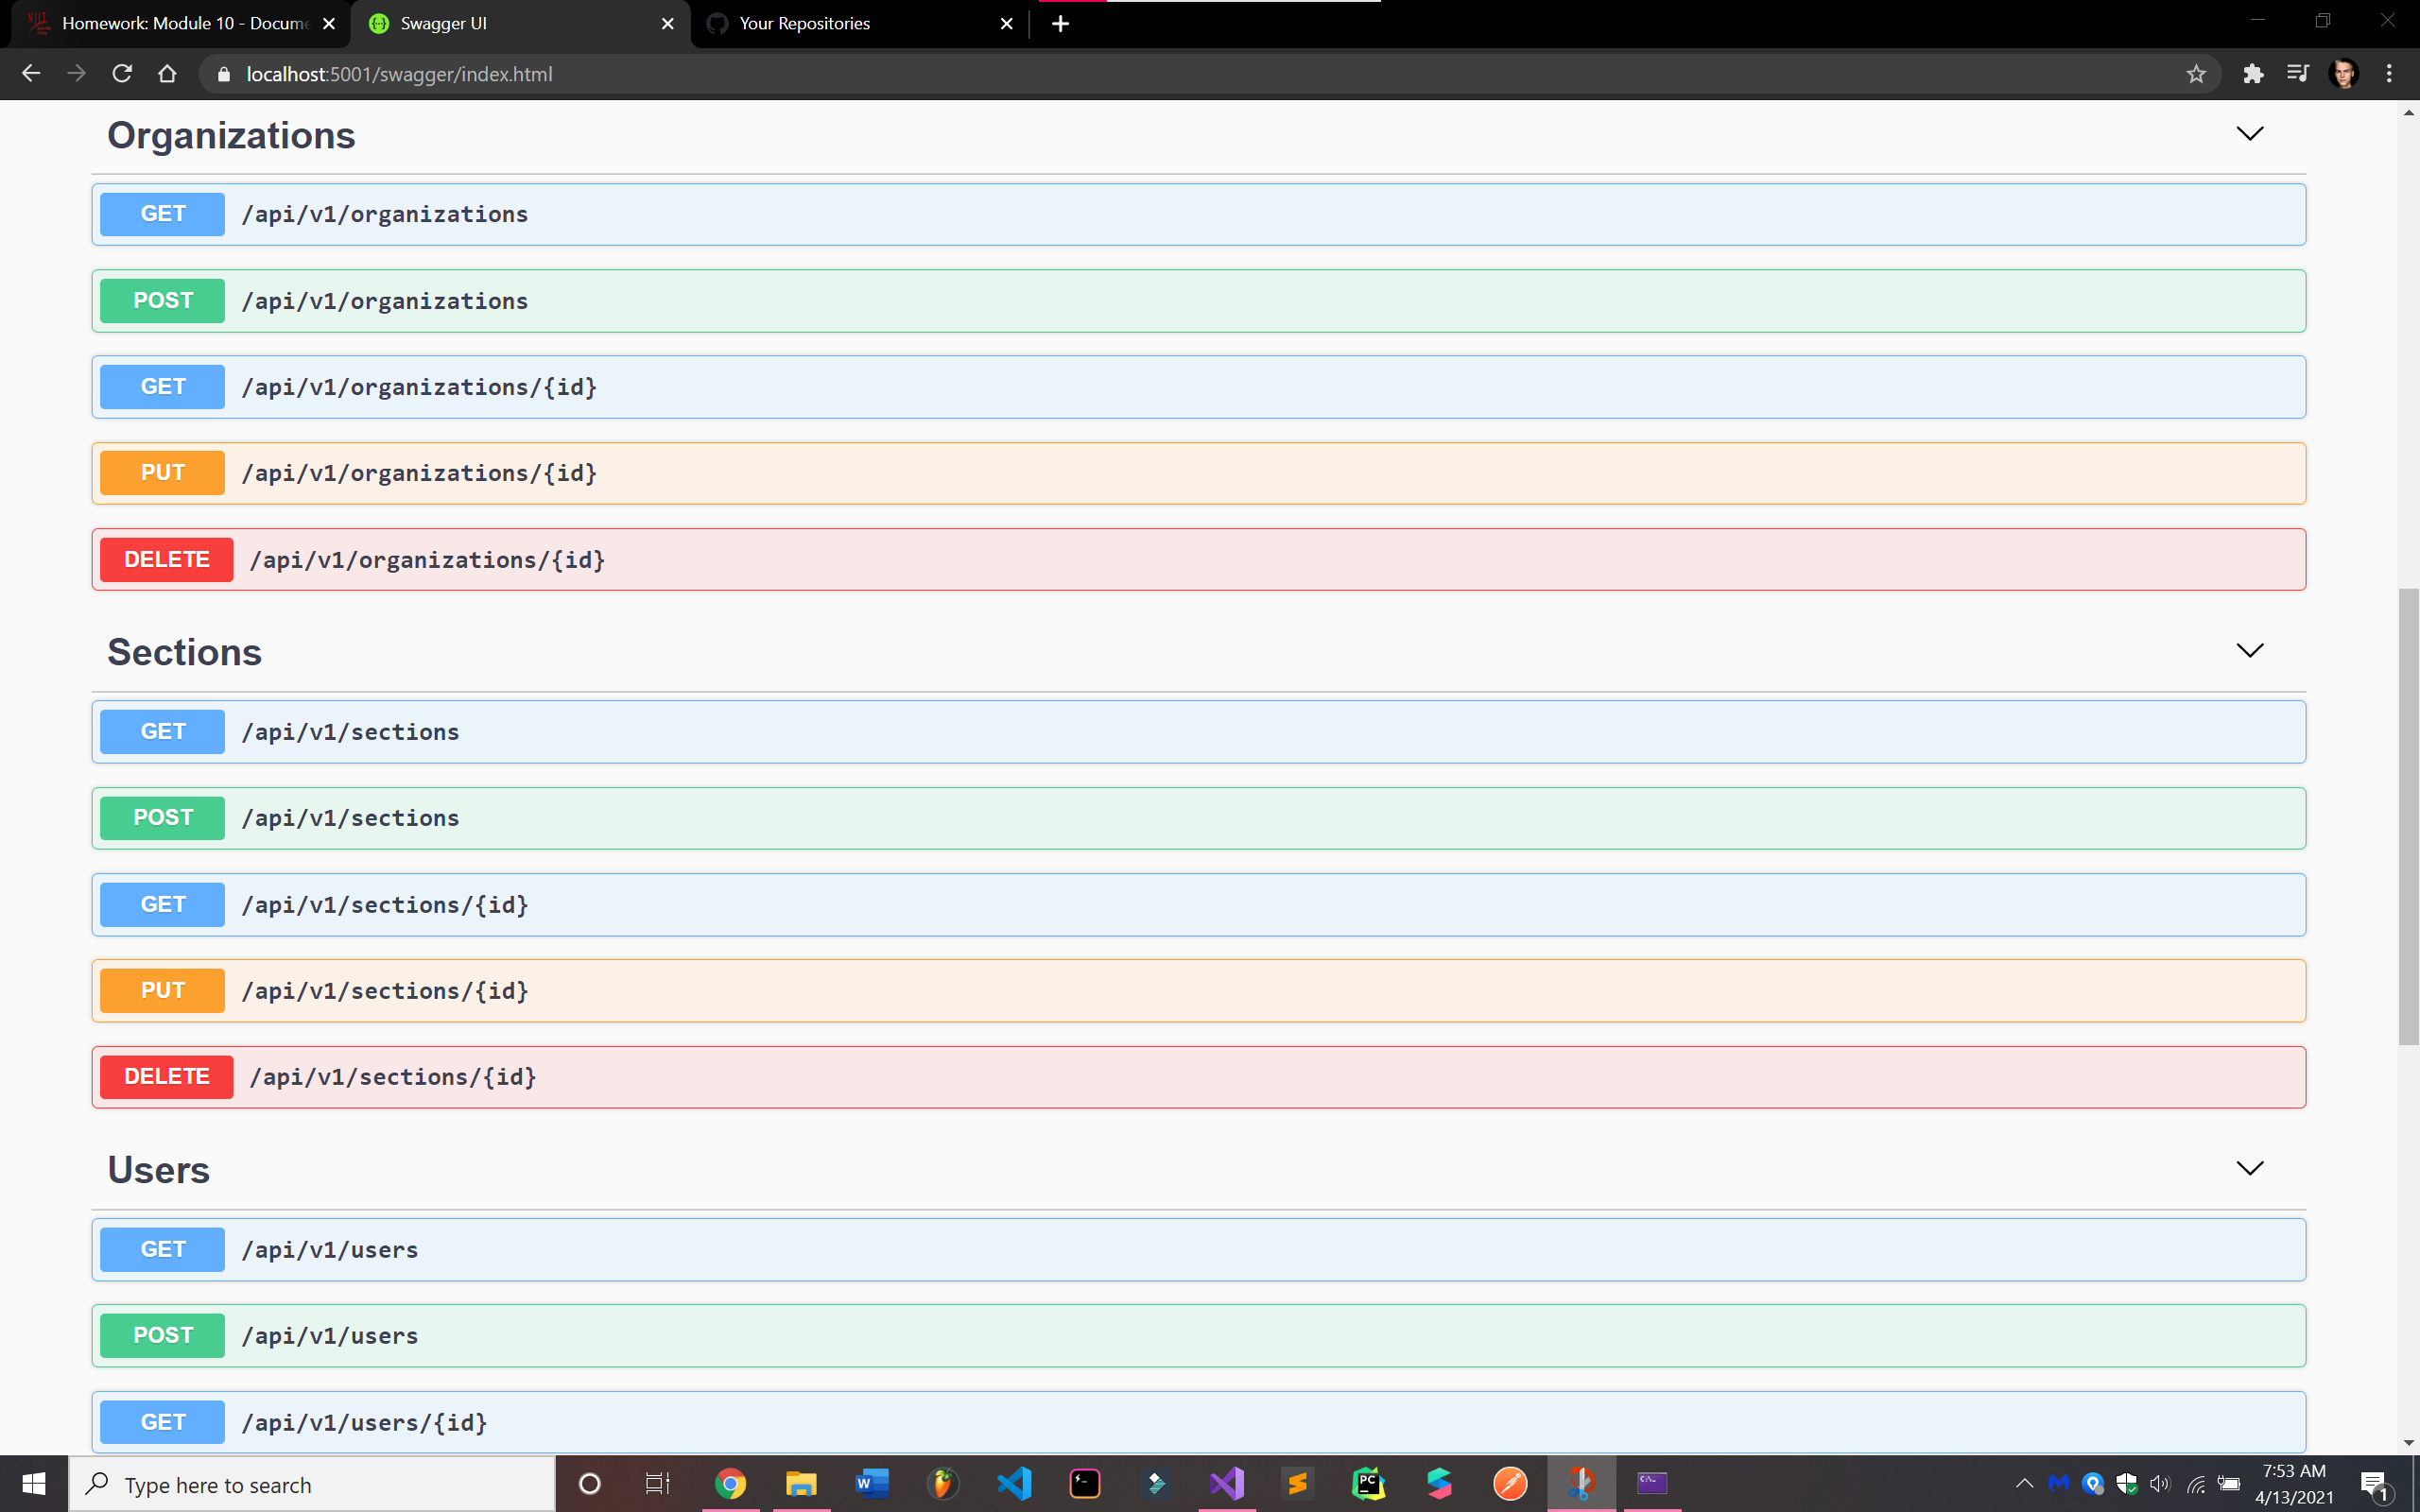 Homework: Module 10 - Docume
Swagger UI
Your Repositories
localhost:5001/swagger/index.html
Organizations
GET /api/v1/organizations
POST /api/v1/organizations
GET /api/v1/organizations/{id}
PUT /api/v1/organizations/{id}
DELETE /api/v1/organizations/{id}
Sections
GET /api/v1/sections
POST /api/v1/sections
GET /api/v1/sections/{id}
PUT /api/v1/sections/{id}
DELETE /api/v1/sections/{id}
Users
GET /api/v1/users
POST /api/v1/users
GET /api/v1/users/{id}
Type here to search
W
PC
7:53 AM
4/13/2021
1